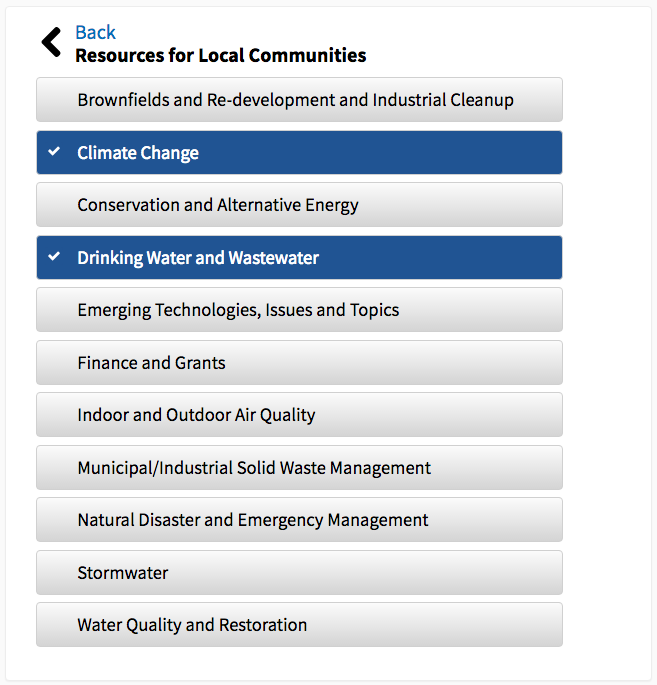 Back
Resources for Local Communities
Brownfields and Re-development and Industrial Cleanup
Climate Change
Conservation and Alternative Energy
Drinking Water and Wastewater
Emerging Technologies, Issues and Topics
Finance and Grants
Indoor and Outdoor Air Quality
Municipal/Industrial Solid Waste Management
Natural Disaster and Emergency Management
Stormwater
Water Quality and Restoration